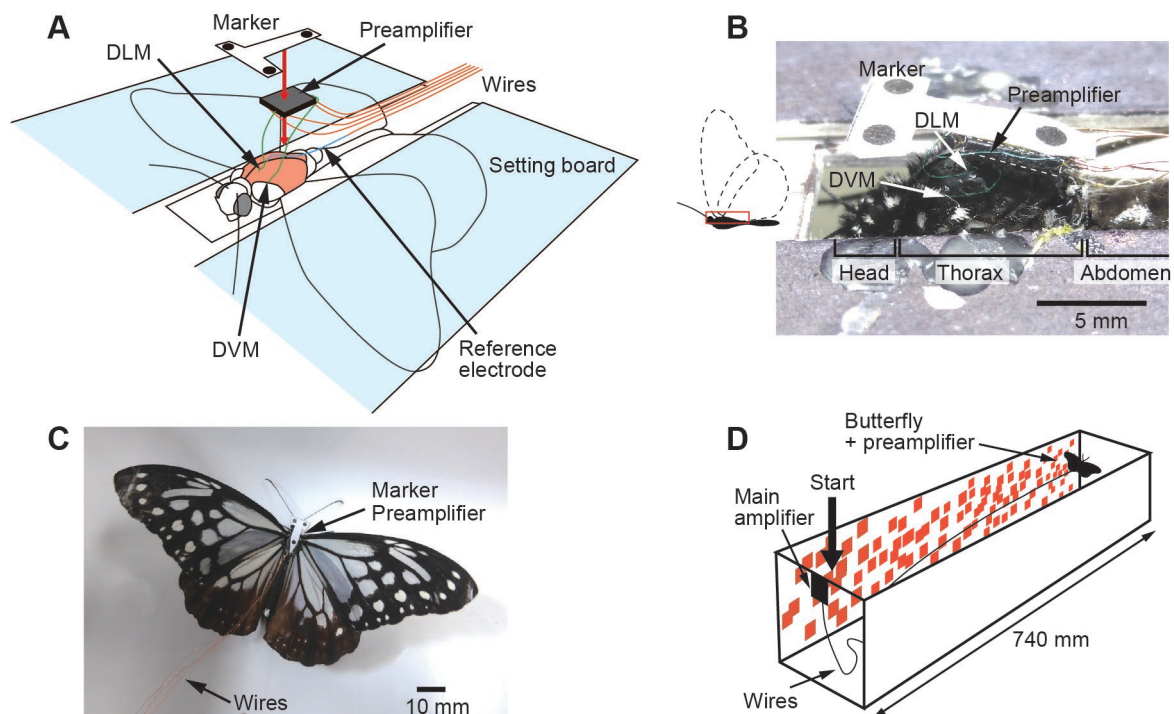 A
Marker
Preamplifier
DLM
Wires
Setting board
DVM
Reference
electrode
B
Marker
Preamplifier
DLM
DVM
Head
Thorax
Abdomen
5 mm
C
Marker
Preamplifier
Wires
10 mm
D
Butterfly
+ preamplifier
Start
Main
amplifier
740 mm
Wires